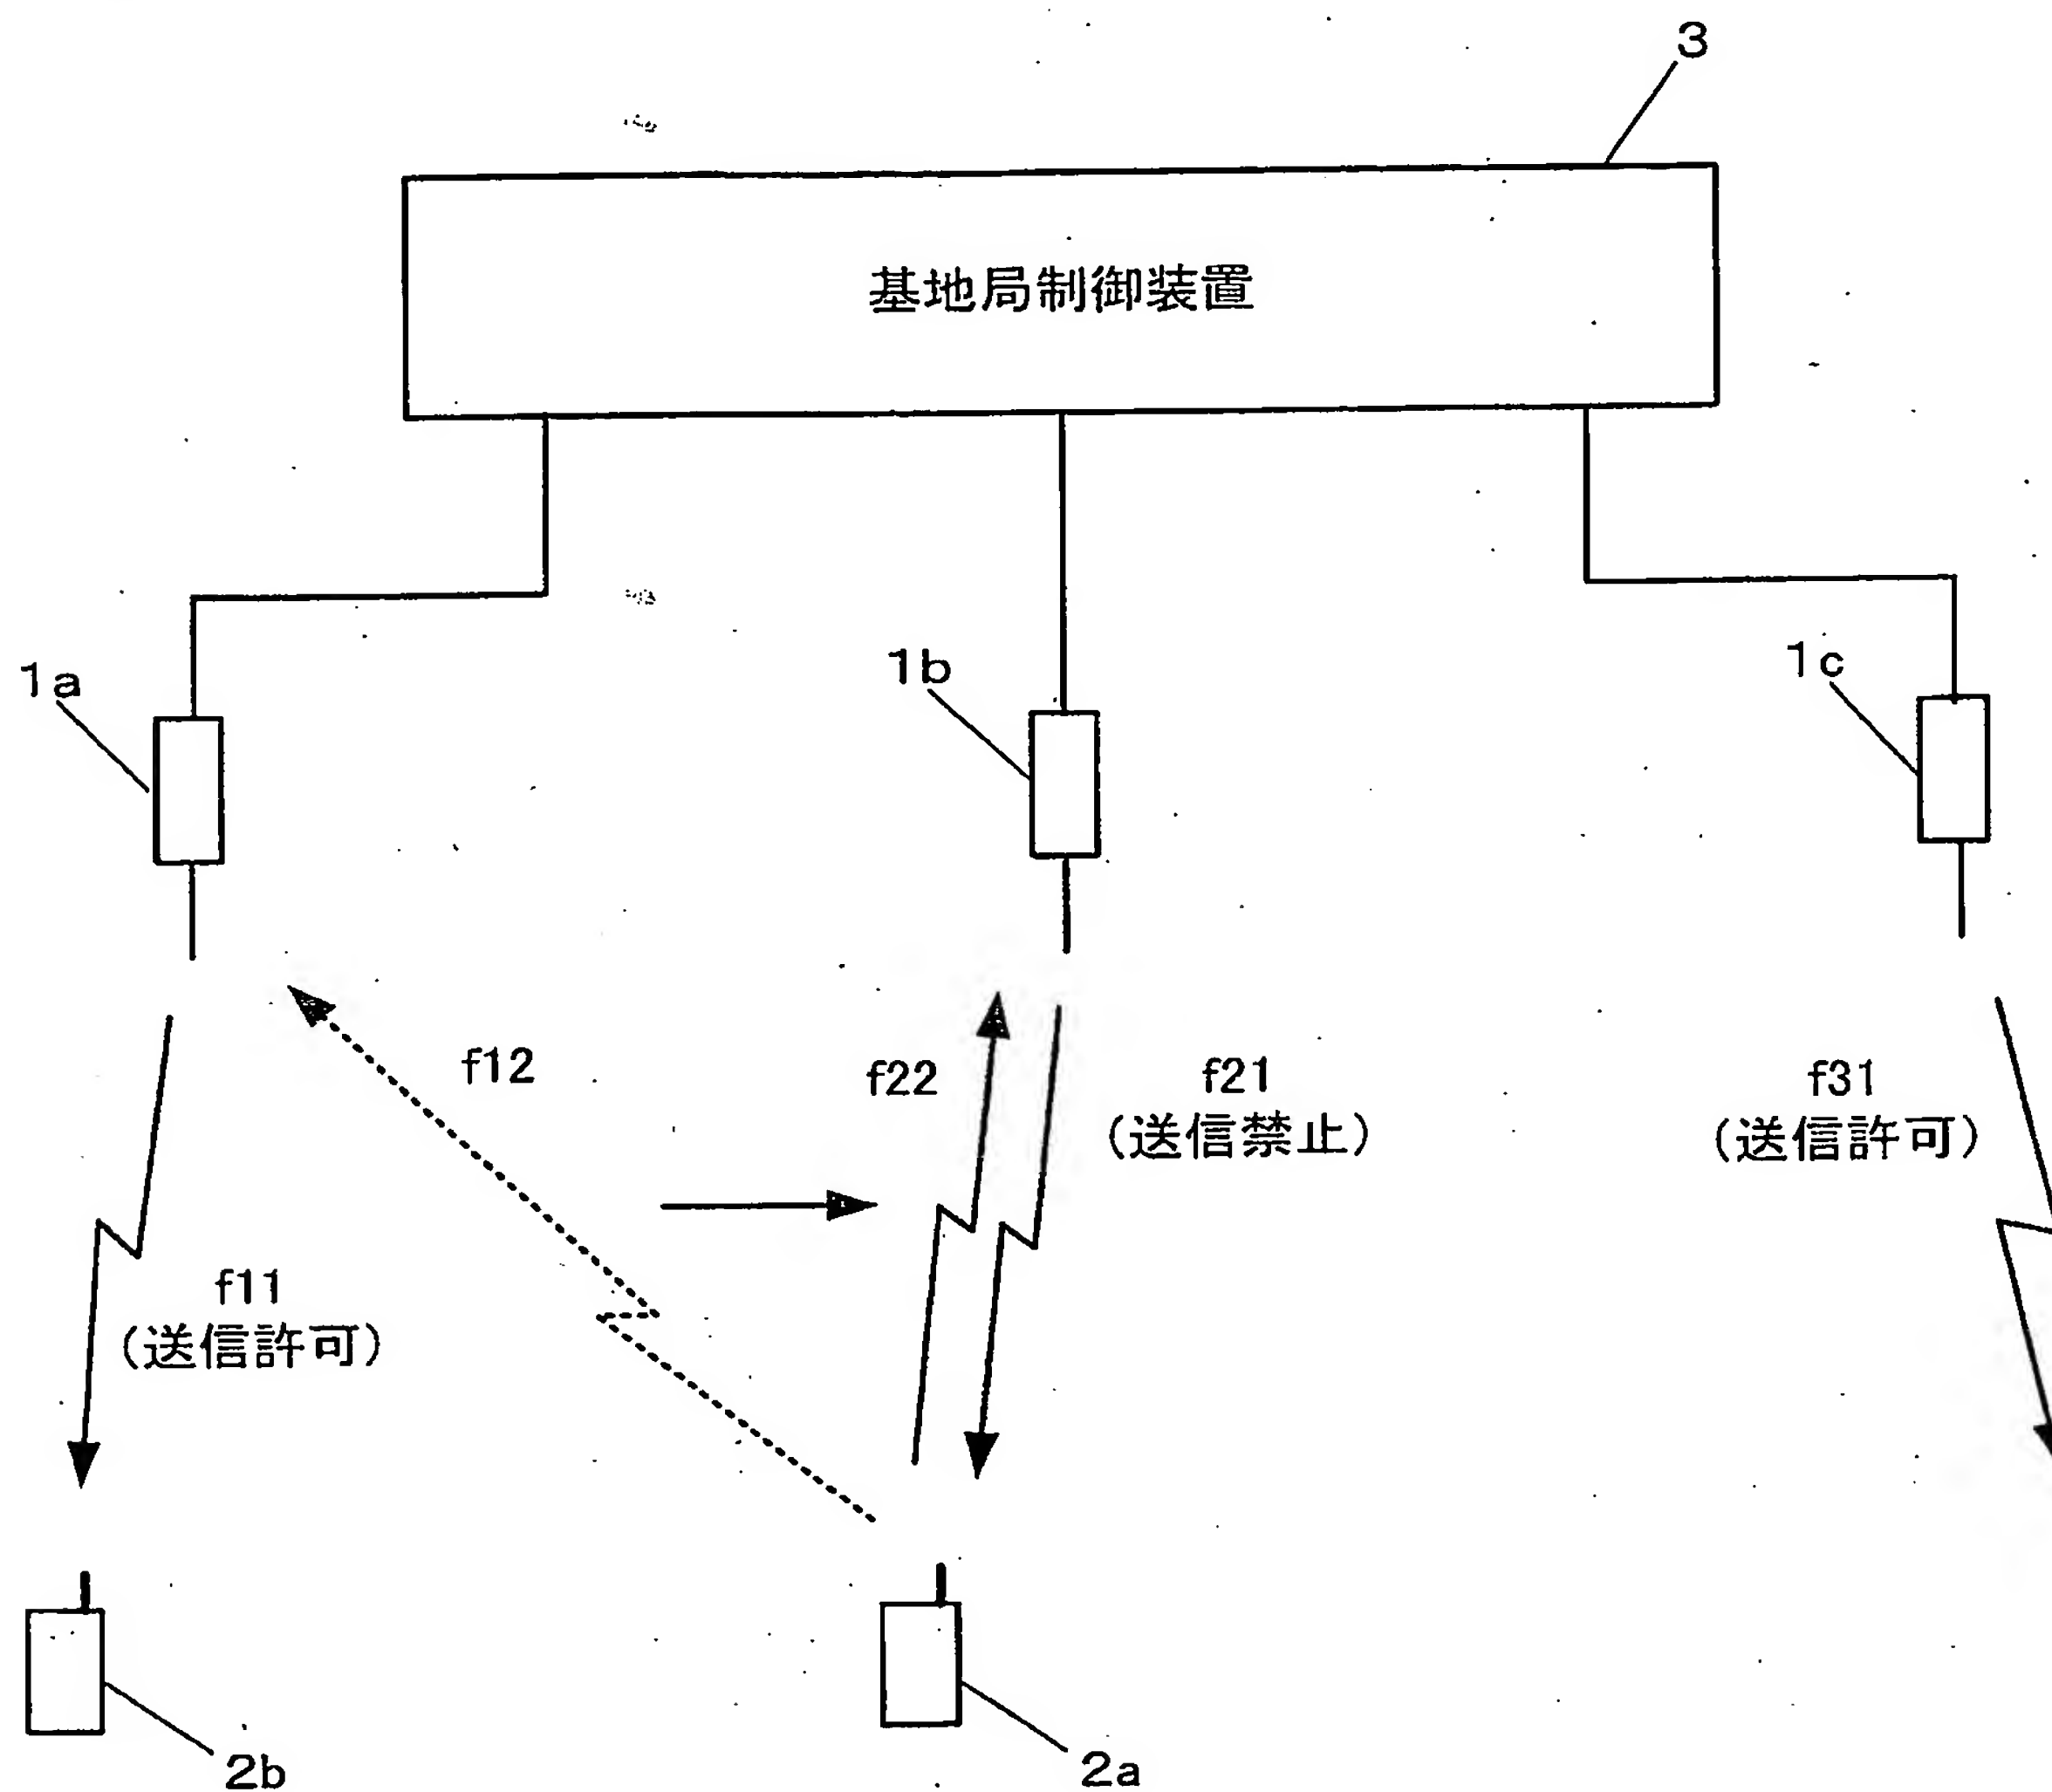 3
基地局制御装置
1a
1b
1c
f12
f22
f21
(送信禁止)
f31
(送信許可)
f11
(送信許可)
2b
2a